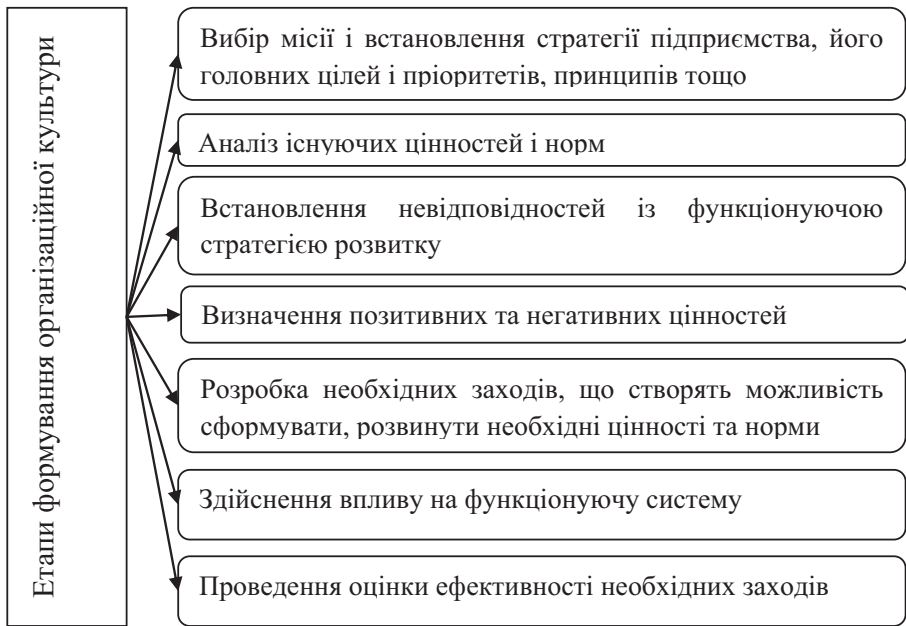 Етапи формування організаційної культури
Вибір місії і встановлення стратегії підприємства, його
головних цілей і пріоритетів, принципів тощо
Аналіз існуючих цінностей і норм
Встановлення невідповідностей із функціонуючою
стратегією розвитку
Визначення позитивних та негативних цінностей
Розробка необхідних заходів, що створять можливість
сформувати, розвинути необхідні цінності та норми
Здійснення впливу на функціонуючу систему
Проведення оцінки ефективності необхідних заходів